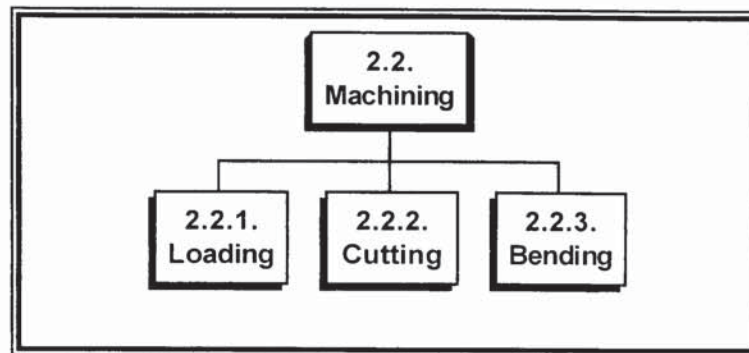 2.2.
Machining
2.2.1.
Loading
2.2.2.
Cutting
2.2.3.
Bending